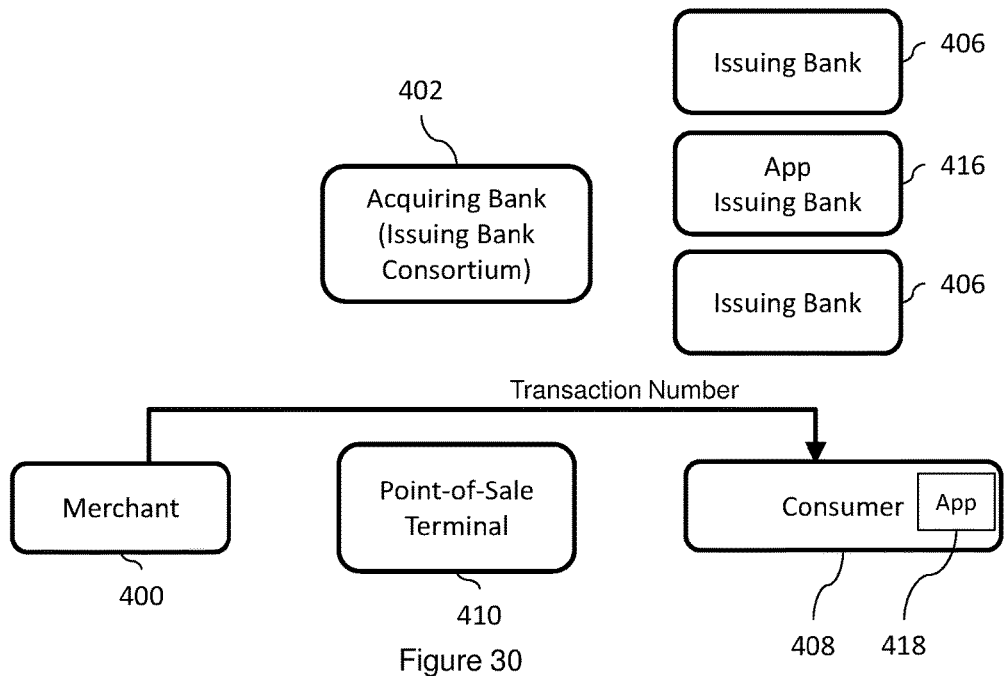 Issuing Bank
406
402
App
Issuing Bank
416
Acquiring Bank
(Issuing Bank
Consortium)
Issuing Bank
406
Transaction Number
Merchant
Point-of-Sale
Terminal
Consumer
App
400
410
408
418
Figure 30